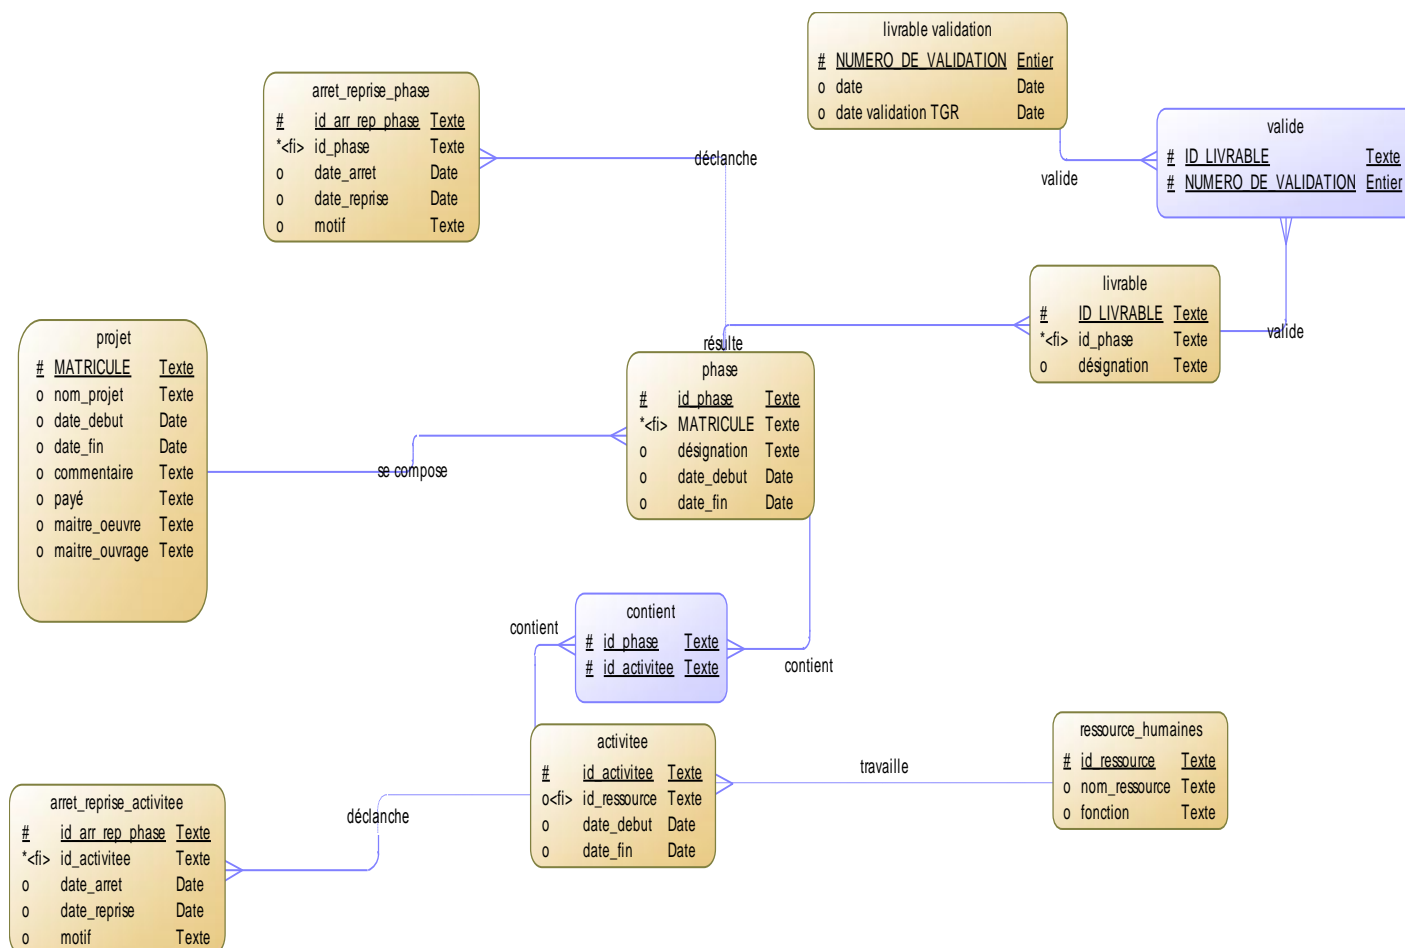 livrable validation
# NUMERO_DE_VALIDATION Entier
o date Date
o date validation TGR Date
arret_reprise_phase
# id_arr_rep_phase Texte
*<fi> id_phase Texte
o date_arret Date
o date_reprise Date
o motif Texte
déclanche
valide
valide
# ID_LIVRABLE Texte
# NUMERO_DE_VALIDATION Entier
livrable
# ID_LIVRABLE Texte
*<fi> id_phase Texte
o désignation Texte
valide
projet
# MATRICULE Texte
o nom_projet Texte
o date_debut Date
o date_fin Date
o commentaire Texte
o payé Texte
o maitre_oeuvre Texte
o maitre_ouvrage Texte
se compose
résulte
phase
# id_phase Texte
*<fi> MATRICULE Texte
o désignation Texte
o date_debut Date
o date_fin Date
contient
contient
# id_phase Texte
# id_activitee Texte
contient
activitee
# id_activitee Texte
o<fi> id_ressource Texte
o date_debut Date
o date_fin Date
travaille
ressource_humaines
# id_ressource Texte
o nom_ressource Texte
o fonction Texte
déclanche
arret_reprise_activitee
# id_arr_rep_phase Texte
*<fi> id_activitee Texte
o date_arret Date
o date_reprise Date
o motif Texte